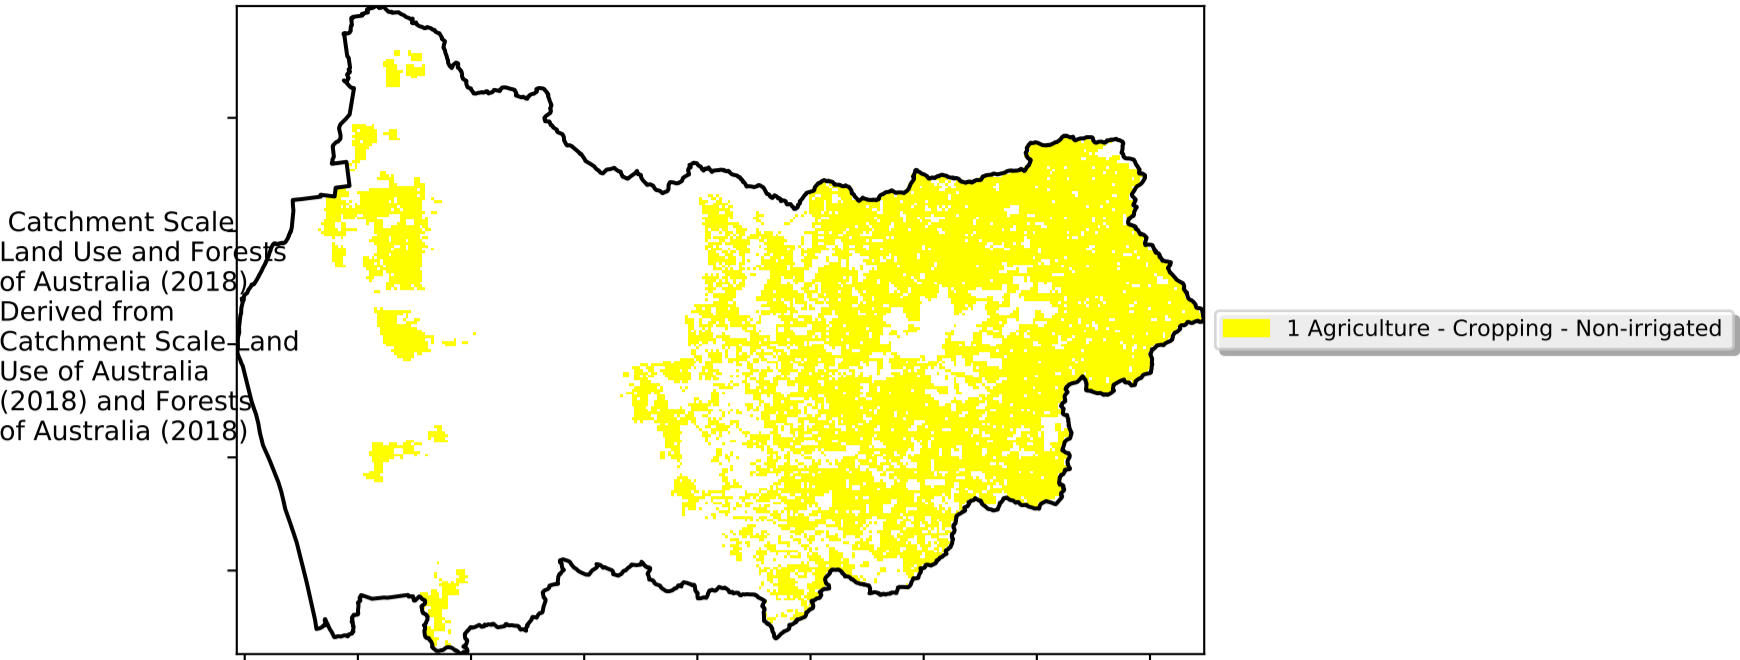 Catchment Scale
Land Use and Forests
of Australia (2018)
Derived from
Catchment Scale Land
Use of Australia
(2018) and Forests
of Australia (2018)
1 Agriculture - Cropping - Non-irrigated